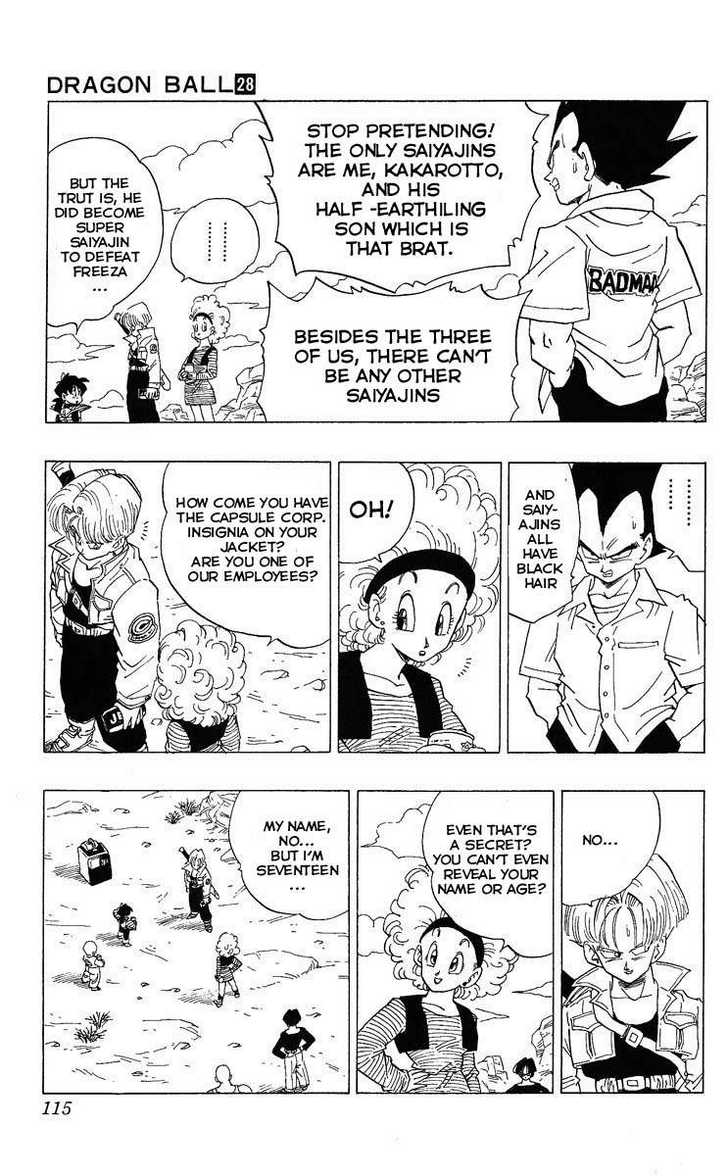 DRAGON BALL 28
STOP PRETENDING!
THE ONLY SAIYAJINS
ARE ME, KAKAROTTO,
AND HIS
HALF -EARTHILING
SON WHICH IS
THAT BRAT.
BADMA
BESIDES THE THREE
OF US, THERE CAN'T
BE ANY OTHER
SAIYAJINS
......
BUT THE
TRUT IS, HE
DID BECOME
SUPER
SAIYAJIN
TO DEFEAT
FREEZA
...
......
AND
SAIY-
AJINS
ALL
HAVE
BLACK
HAIR
OH!
HOW COME YOU HAVE
THE CAPSULE CORP.
INSIGNIA ON YOUR
JACKET?
ARE YOU ONE OF
OUR EMPLOYEES?
NO...
EVEN THAT'S
A SECRET?
YOU CAN'T EVEN
REVEAL YOUR
NAME OR AGE?
MY NAME,
NO...
BUT I'M
SEVENTEEN
...
115